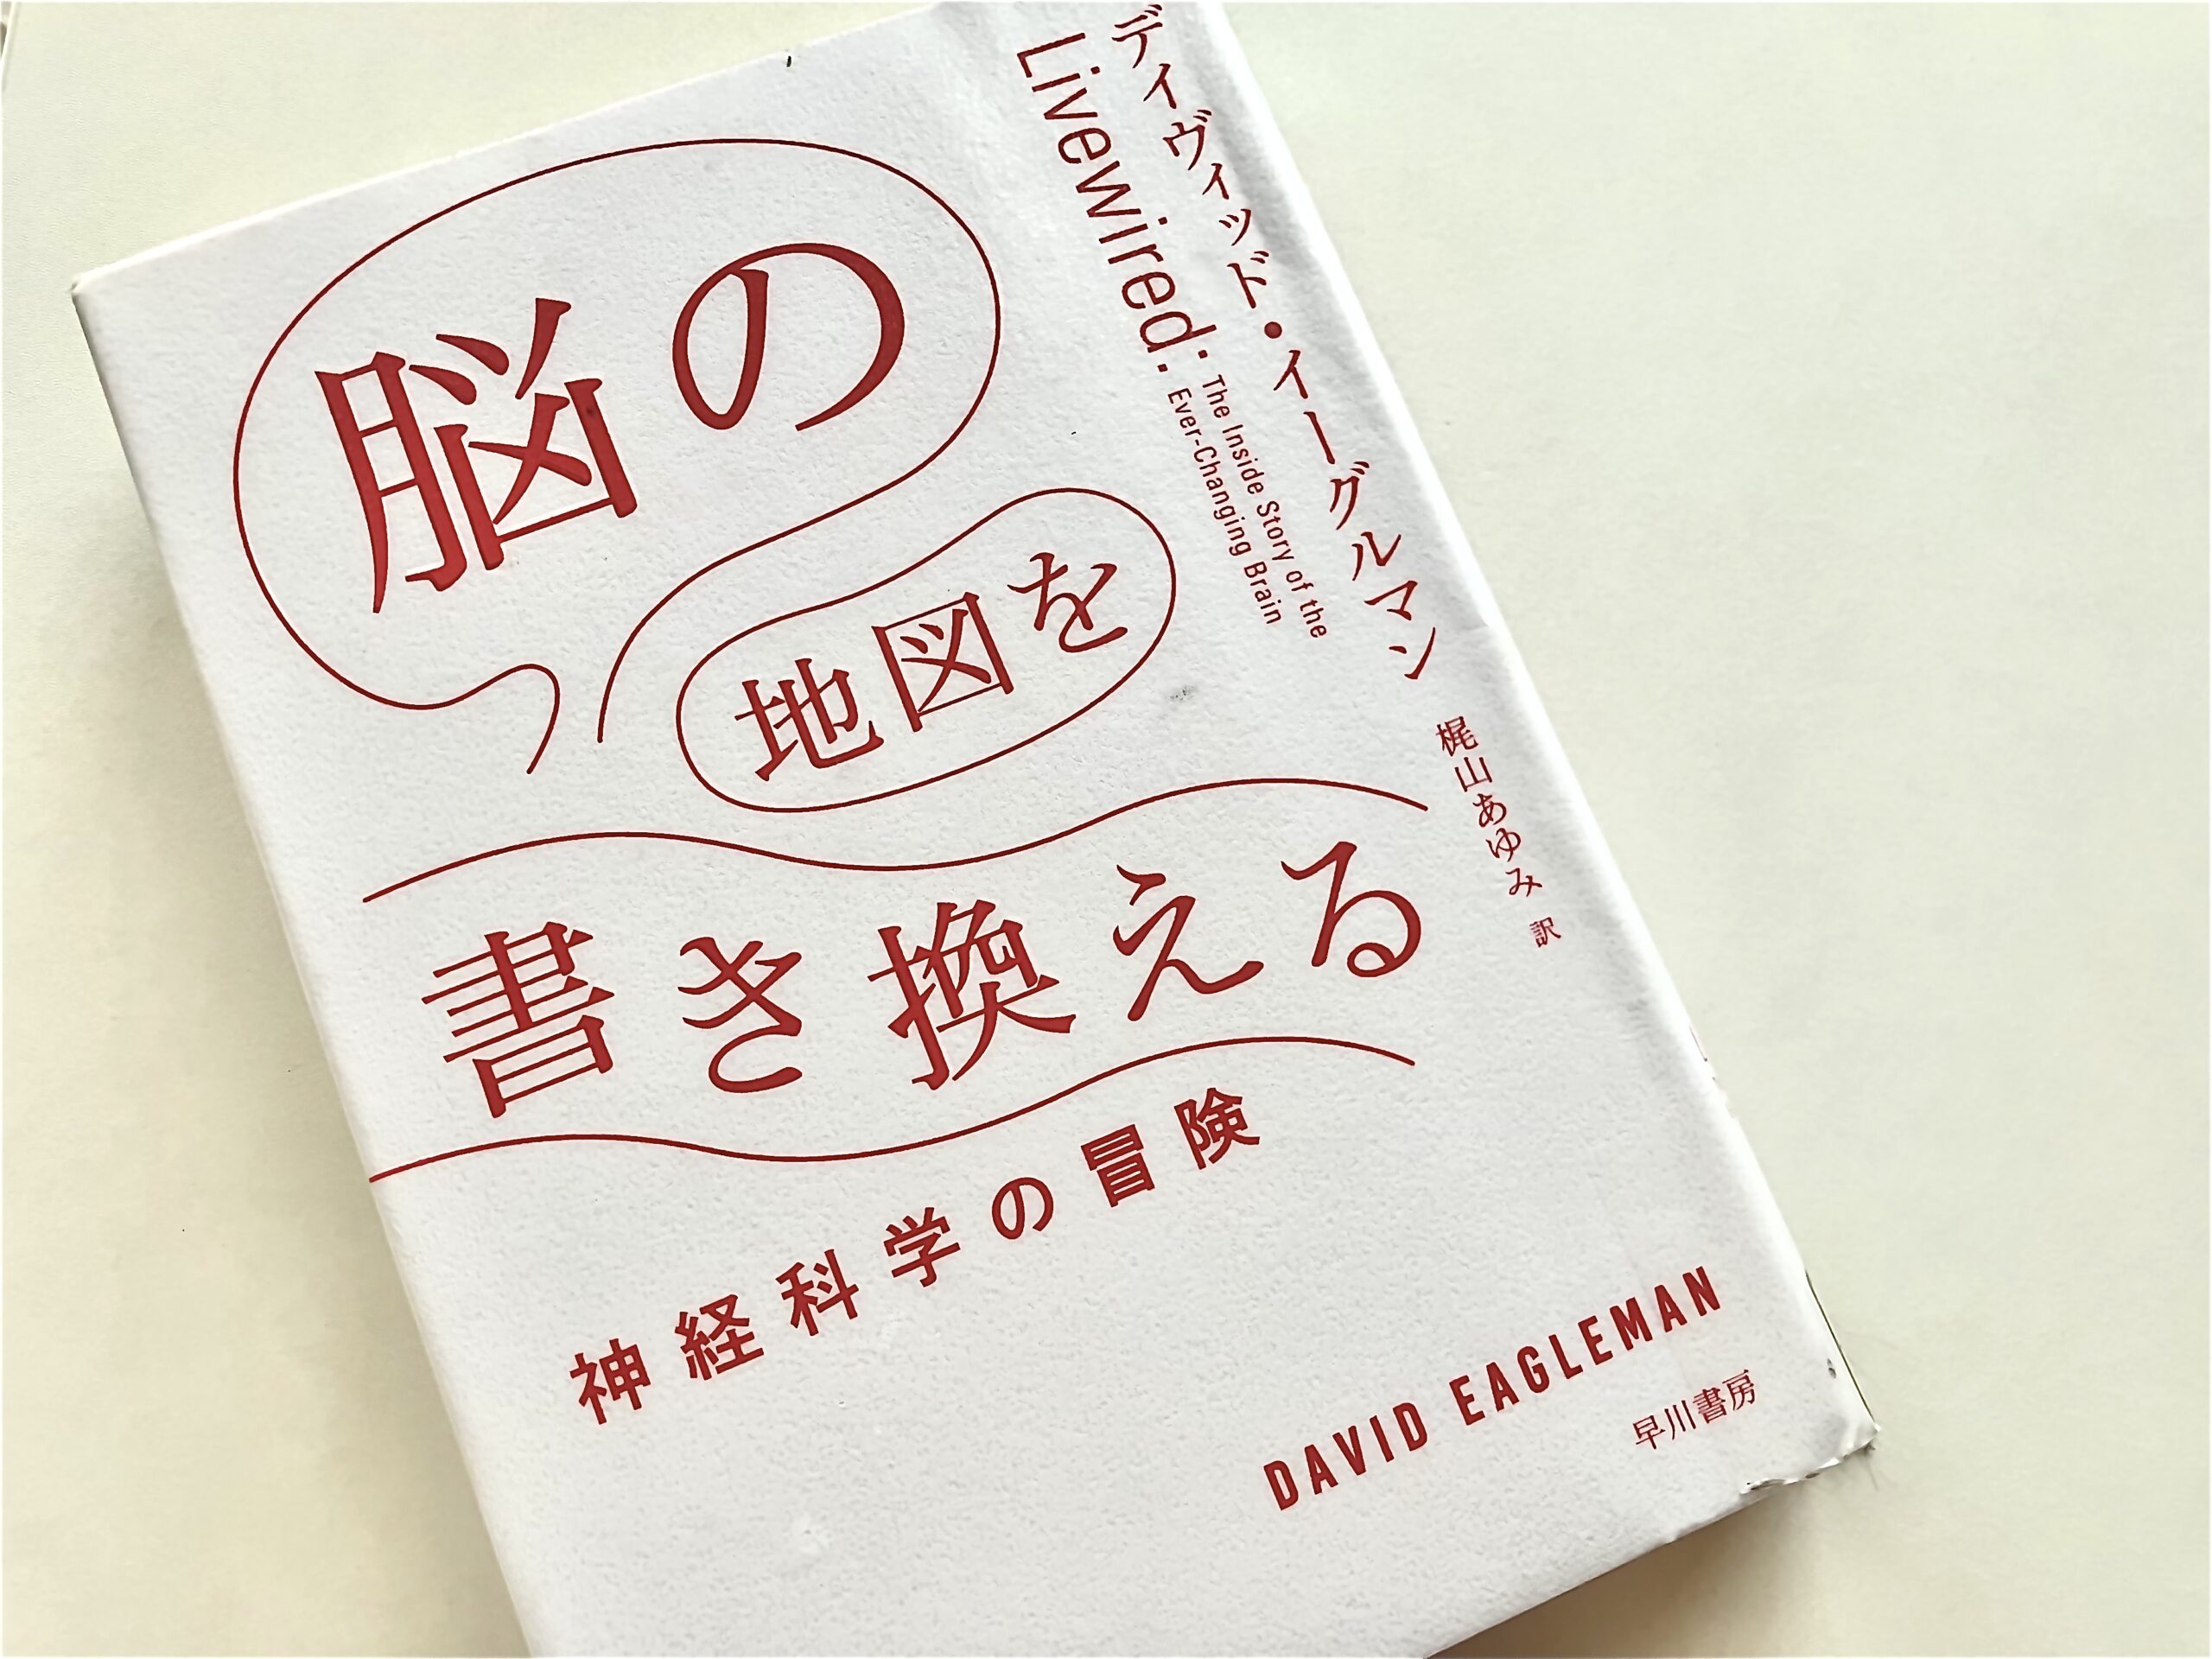 脳の
地図を
書き換える
神経科学の冒険
ディヴィッド・イーグルマン
Livewired:
The Inside Story of the
Ever-Changing Brain
梶山あゆみ 訳
DAVID EAGLEMAN
早川書房